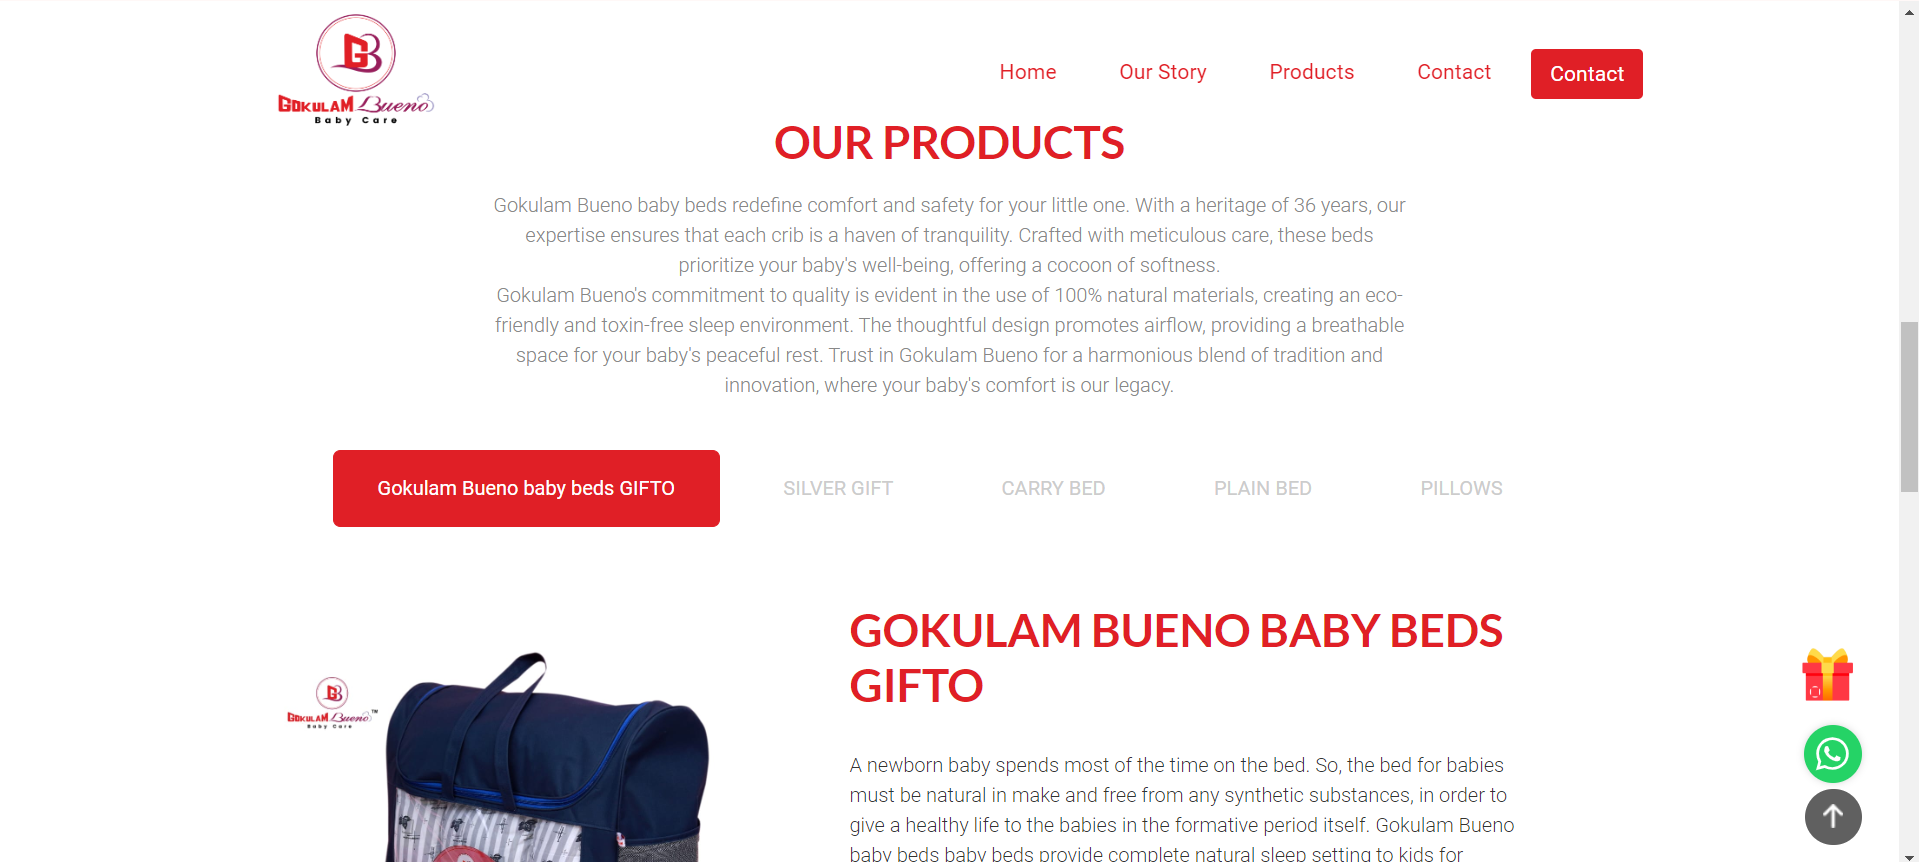 GB
GOKULAM Bueno
Baby Care
Home
Our Story
Products
Contact
Contact
OUR PRODUCTS
Gokulam Bueno baby beds redefine comfort and safety for your little one. With a heritage of 36 years, our
expertise ensures that each crib is a haven of tranquility. Crafted with meticulous care, these beds
prioritize your baby's well-being, offering a cocoon of softness.
Gokulam Bueno's commitment to quality is evident in the use of 100% natural materials, creating an eco-
friendly and toxin-free sleep environment. The thoughtful design promotes airflow, providing a breathable
space for your baby's peaceful rest. Trust in Gokulam Bueno for a harmonious blend of tradition and
innovation, where your baby's comfort is our legacy.
Gokulam Bueno baby beds GIFTO
SILVER GIFT
CARRY BED
PLAIN BED
PILLOWS
GB
GOKULAM Bueno™
Baby Care
GOKULAM BUENO BABY BEDS
GIFTO
A newborn baby spends most of the time on the bed. So, the bed for babies
must be natural in make and free from any synthetic substances, in order to
give a healthy life to the babies in the formative period itself. Gokulam Bueno
baby beds baby beds provide complete natural sleep setting to kids for